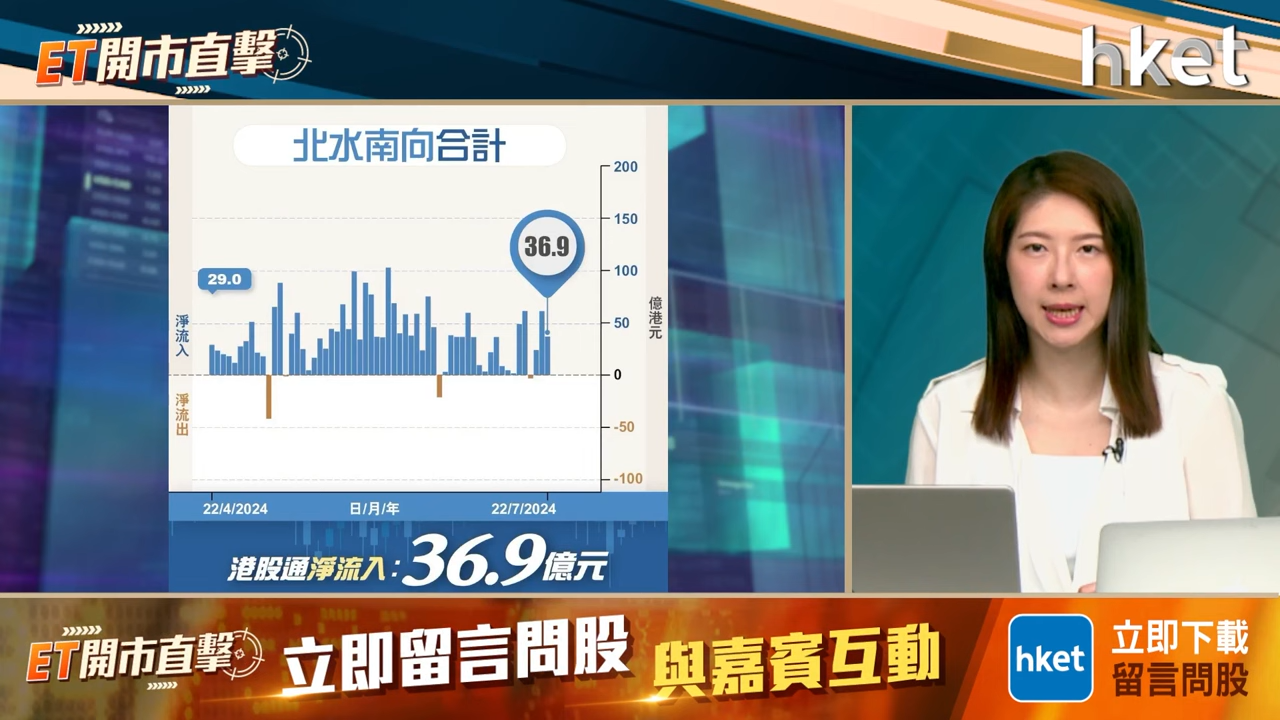 ET開市直擊
hket
北水南向合計
200
150
100
50
0
-50
-100
億港元
淨流入
淨流出
29.0
36.9
22/4/2024
日/月/年
22/7/2024
港股通淨流入：36.9億元
ET開市直擊
立即留言問股
與嘉賓互動
hket
立即下載
留言問股